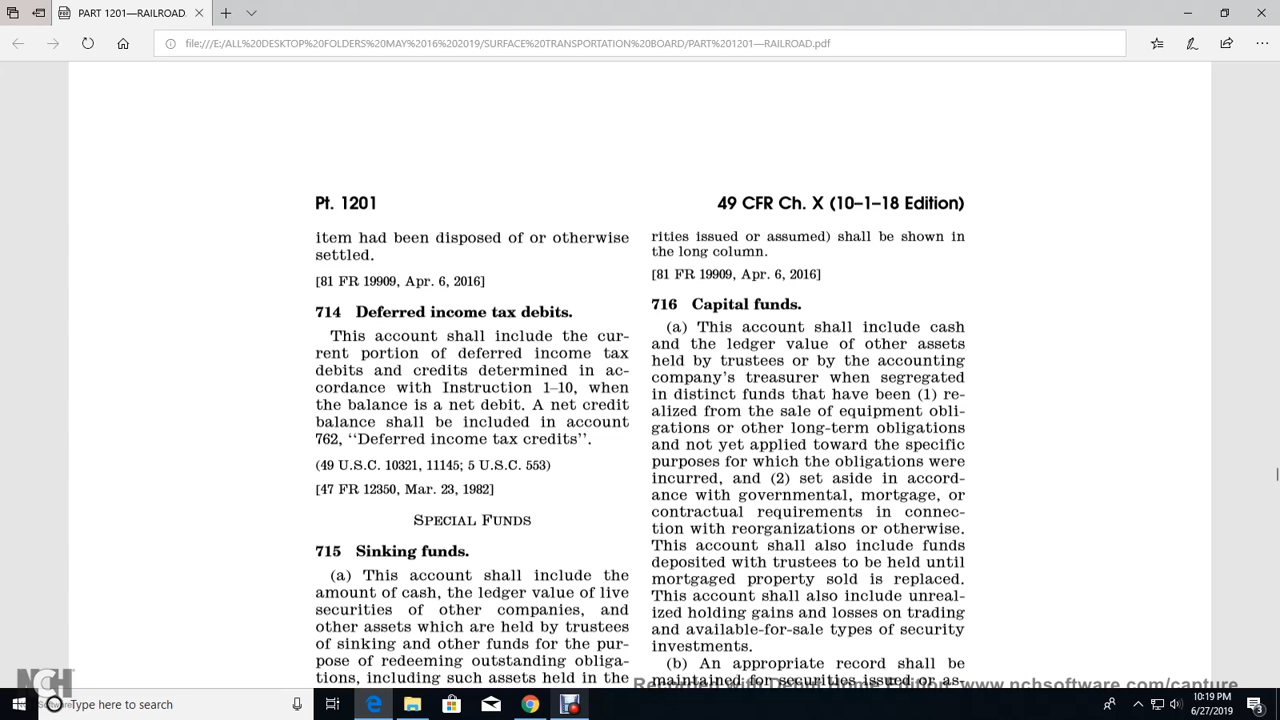 PART 1201—RAILROAD
file:///E:/ALL%20DESKTOP%20FOLDERS%20MAY%2016%202019/SURFACE%20TRANSPORTATION%20BOARD/PART%201201—RAILROAD.pdf
Pt. 1201
49 CFR Ch. X (10–1–18 Edition)
item had been disposed of or otherwise
settled.
[81 FR 19909, Apr. 6, 2016]
714 Deferred income tax debits.
This account shall include the cur-
rent portion of deferred income tax
debits and credits determined in ac-
cordance with Instruction 1–10, when
the balance is a net debit. A net credit
balance shall be included in account
762, ‘‘Deferred income tax credits’’.
(49 U.S.C. 10321, 11145; 5 U.S.C. 553)
[47 FR 12350, Mar. 23, 1982]
SPECIAL FUNDS
715 Sinking funds.
(a) This account shall include the
amount of cash, the ledger value of live
securities of other companies, and
other assets which are held by trustees
of sinking and other funds for the pur-
pose of redeeming outstanding obliga-
tions, including such assets held in the
rities issued or assumed) shall be shown in
the long column.
[81 FR 19909, Apr. 6, 2016]
716 Capital funds.
(a) This account shall include cash
and the ledger value of other assets
held by trustees or by the accounting
company’s treasurer when segregated
in distinct funds that have been (1) re-
alized from the sale of equipment obli-
gations or other long-term obligations
and not yet applied toward the specific
purposes for which the obligations were
incurred, and (2) set aside in accord-
ance with governmental, mortgage, or
contractual requirements in connec-
tion with reorganizations or otherwise.
This account shall also include funds
deposited with trustees to be held until
mortgaged property sold is replaced.
This account shall also include unreal-
ized holding gains and losses on trading
and available-for-sale types of security
investments.
(b) An appropriate record shall be
maintained for securities issued or as-
Recorded with Debut Home Edition: www.nchsoftware.com/capture
NCH
Software
Type here to search
10:19 PM
6/27/2019
3